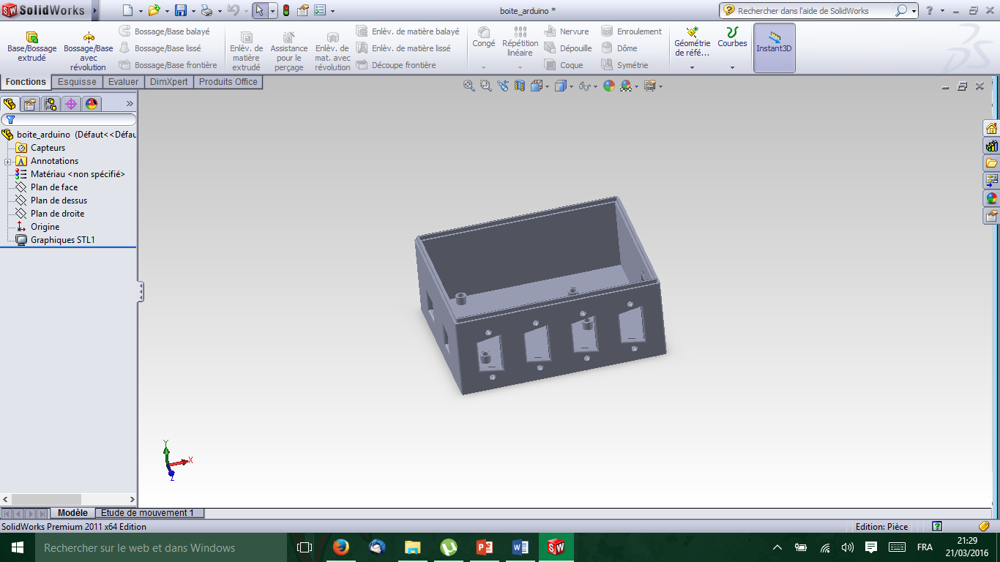 SolidWorks
boite_arduino *
Rechercher dans l'aide de SolidWorks
Base/Bossage
extrudé
Bossage/Base
avec
révolution
Bossage/Base balayé
Bossage/Base lissé
Bossage/Base frontière
Enlèv. de
matière
extrudé
Assistance
pour le
perçage
Enlèv. de
mat. avec
révolution
Enlèv. de matière balayé
Enlèv. de matière lissé
Découpe frontière
Congé
Répétition
linéaire
Nervure
Dépouille
Coque
Enroulement
Dôme
Symétrie
Géométrie
de réfé...
Courbes
Instant3D
Fonctions
Esquisse
Evaluer
DimXpert
Produits Office
boite_arduino (Défaut<<Défau
Capteurs
Annotations
Matériau <non spécifié>
Plan de face
Plan de dessus
Plan de droite
Origine
Graphiques STL1
Y
X
Z
Modèle
Etude de mouvement 1
SolidWorks Premium 2011 x64 Edition
Edition: Pièce
Rechercher sur le web et dans Windows
FRA
21:29
21/03/2016